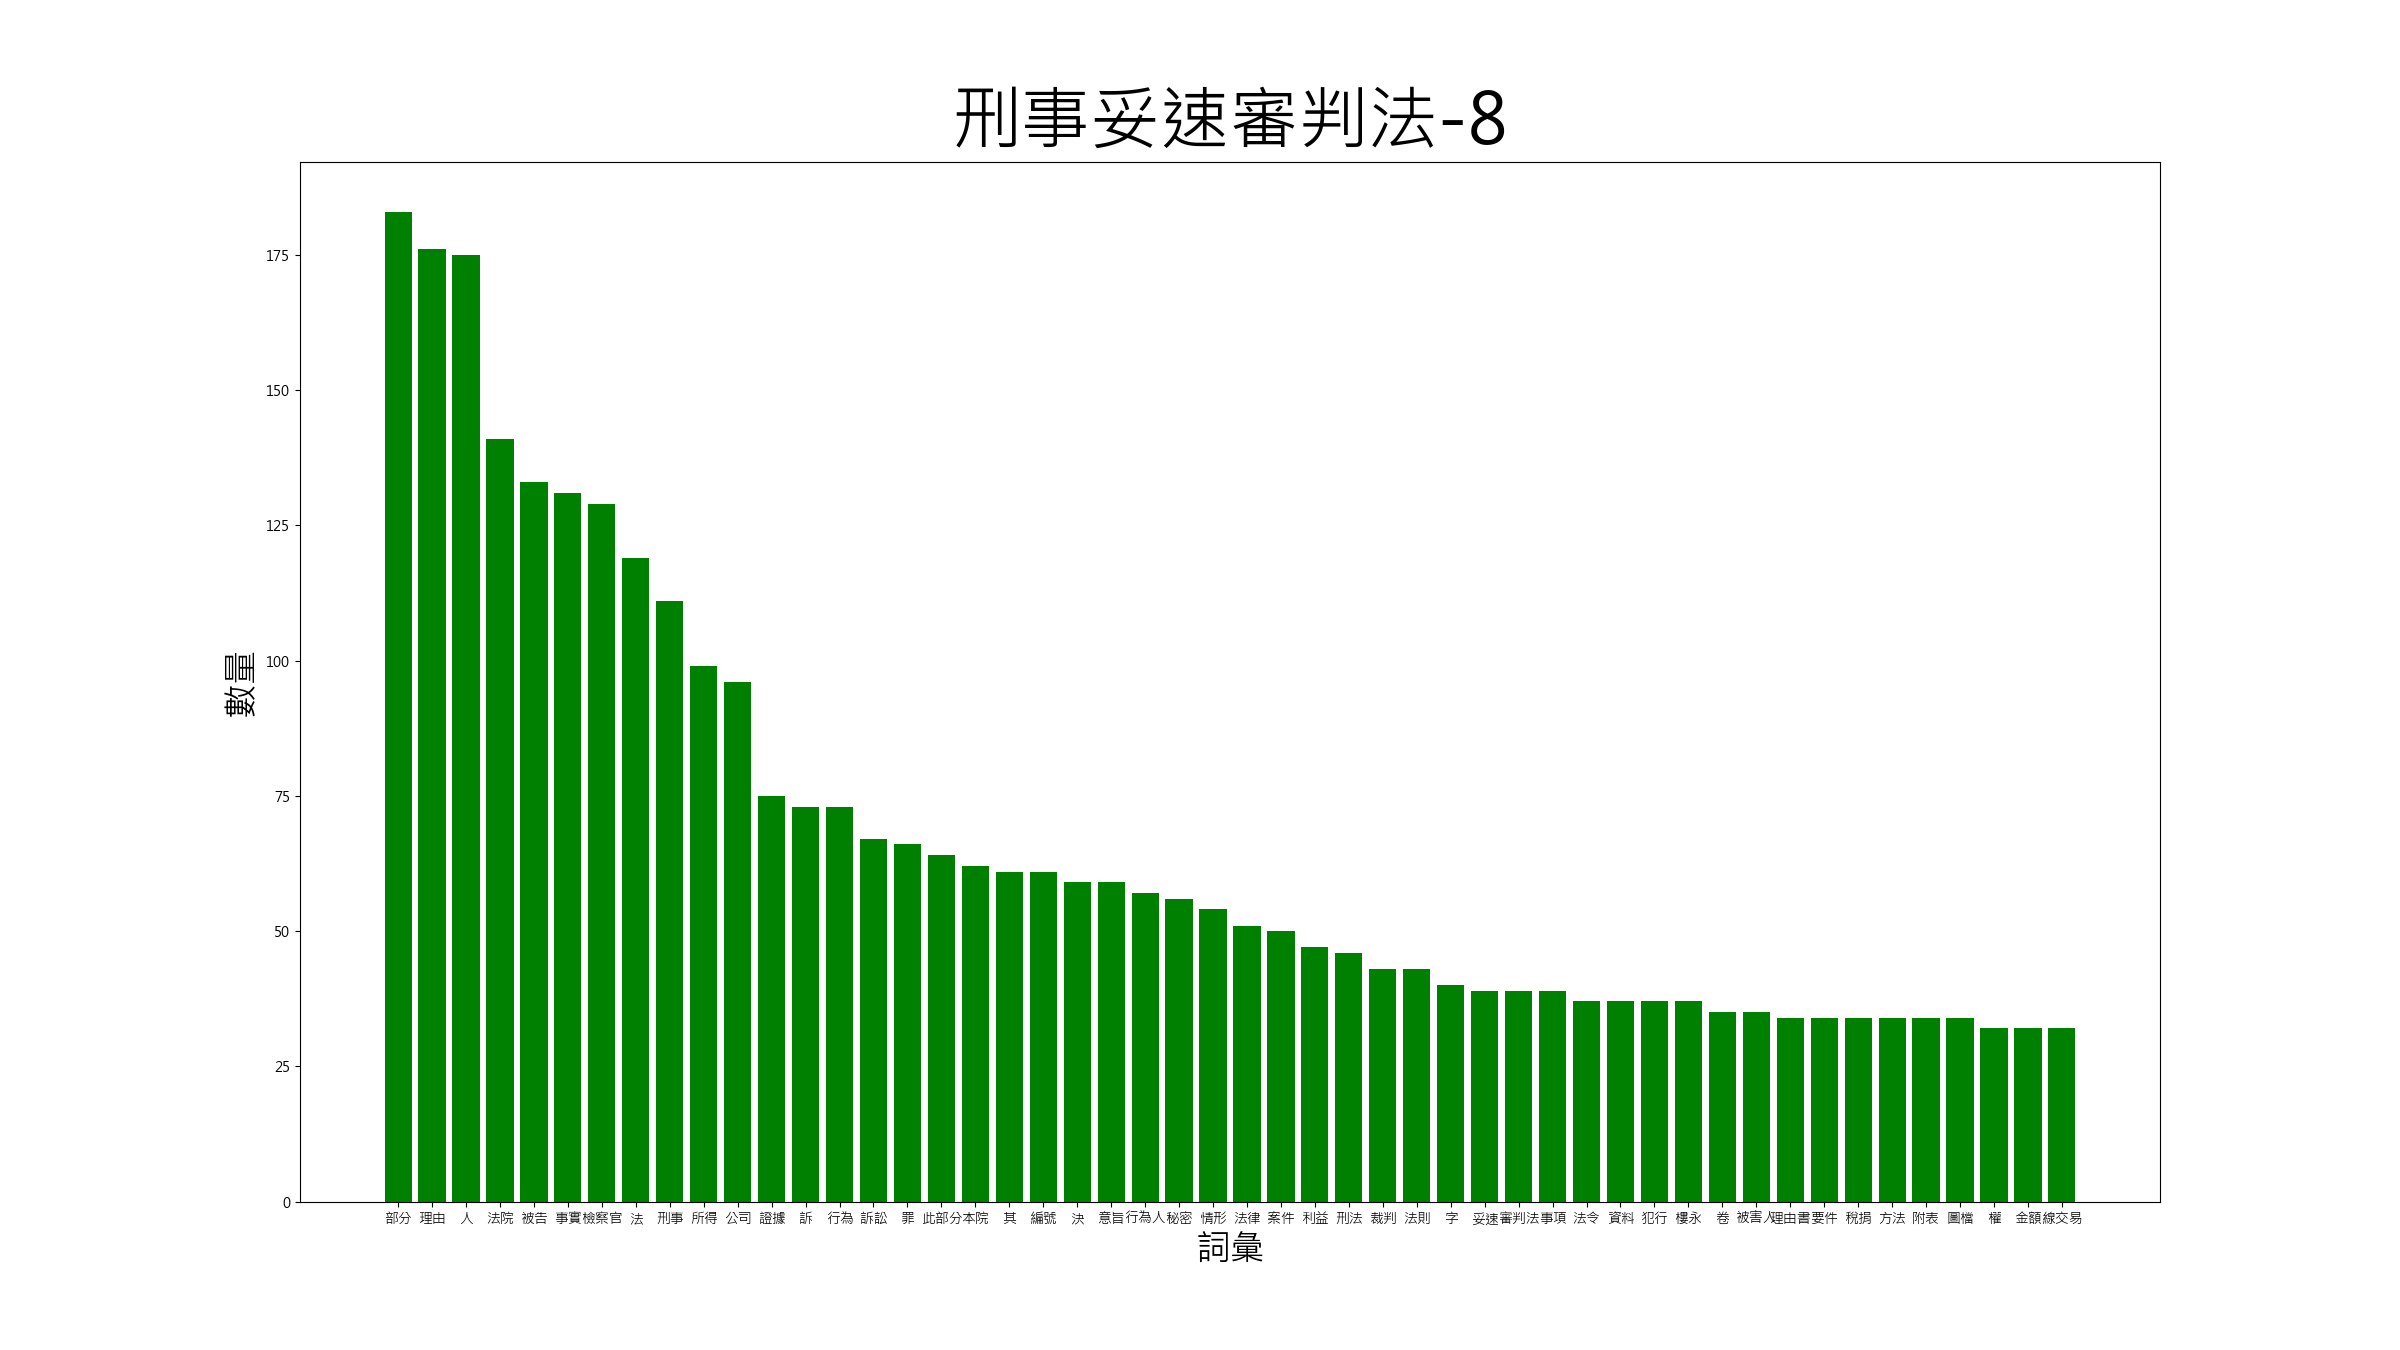 刑事妥速審判法-8
數量
175
150
125
100
75
50
25
0
部分 理由 人 法院 被告 事實 檢察官 法 刑事 所得 公司 證據 訴 行為 訴訟 罪 此部分 本院 其 編號 決 意旨 行為人 秘密 情形 法律 案件 利益 刑法 裁判 法則 字 妥速 審判法 事項 法令 資料 犯行 樓永 卷 被害人 理由書 要件 稅捐 方法 附表 圖檔 權 金額 線交易
詞彙